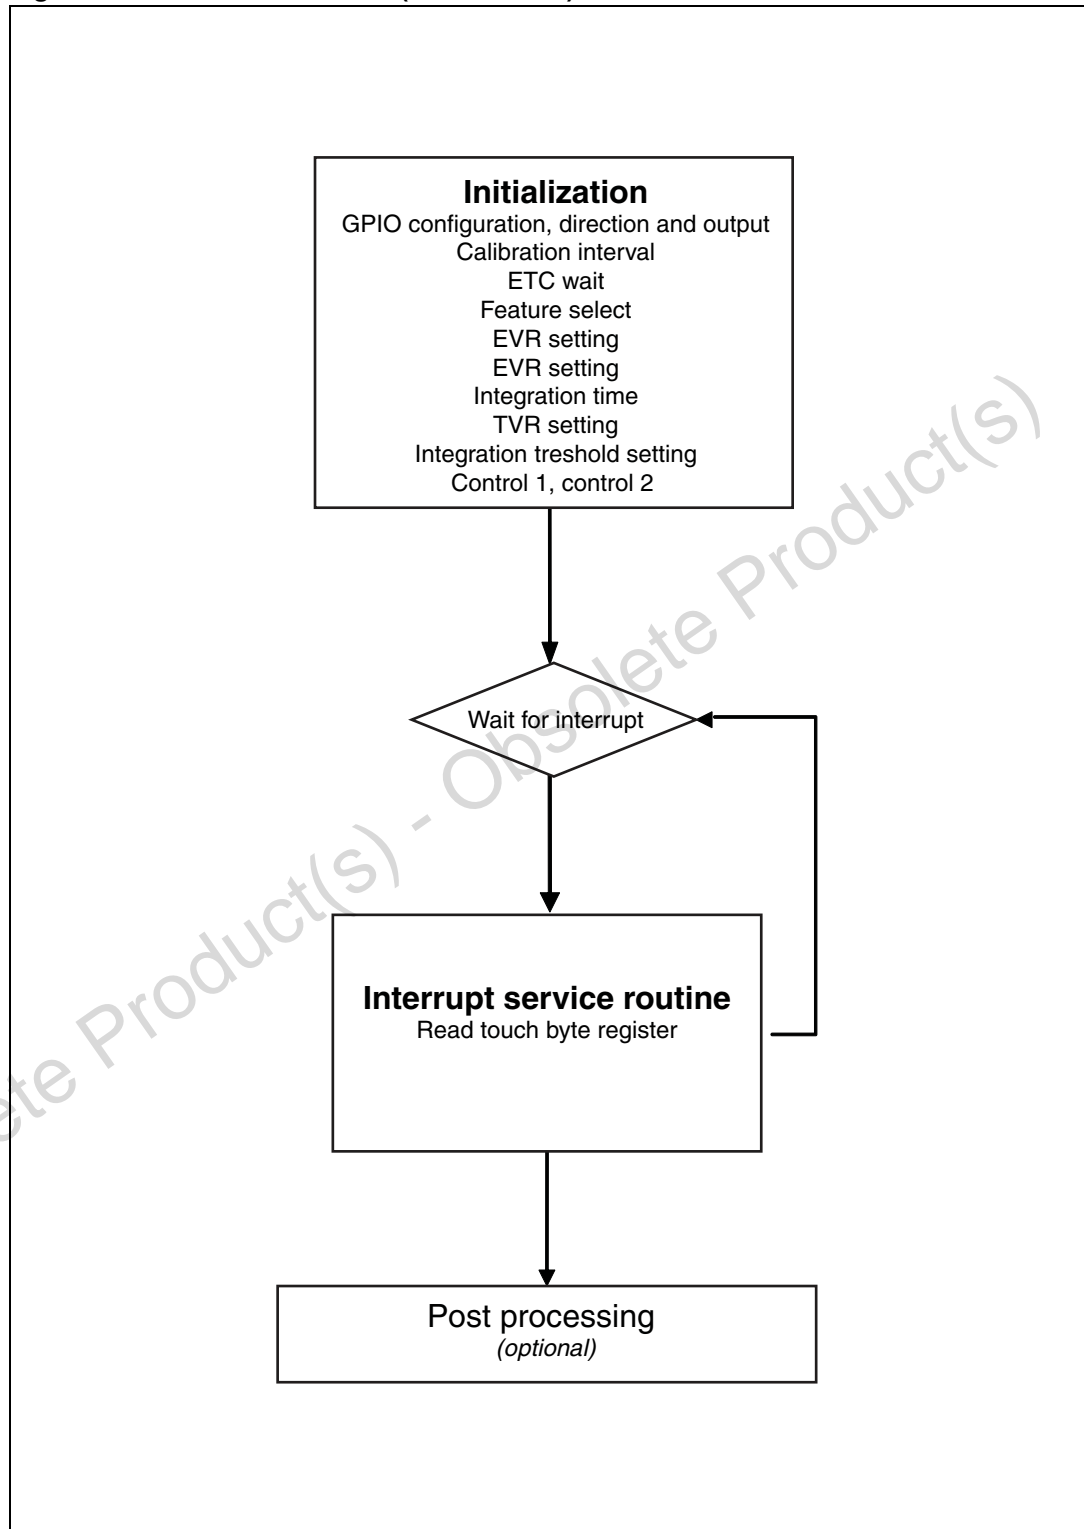 Initialization
GPIO configuration, direction and output
Calibration interval
ETC wait
Feature select
EVR setting
EVR setting
Integration time
TVR setting
Integration treshold setting
Control 1, control 2
Wait for interrupt
Interrupt service routine
Read touch byte register
Post processing
(optional)
Product(s) - Obsolete Product(s)